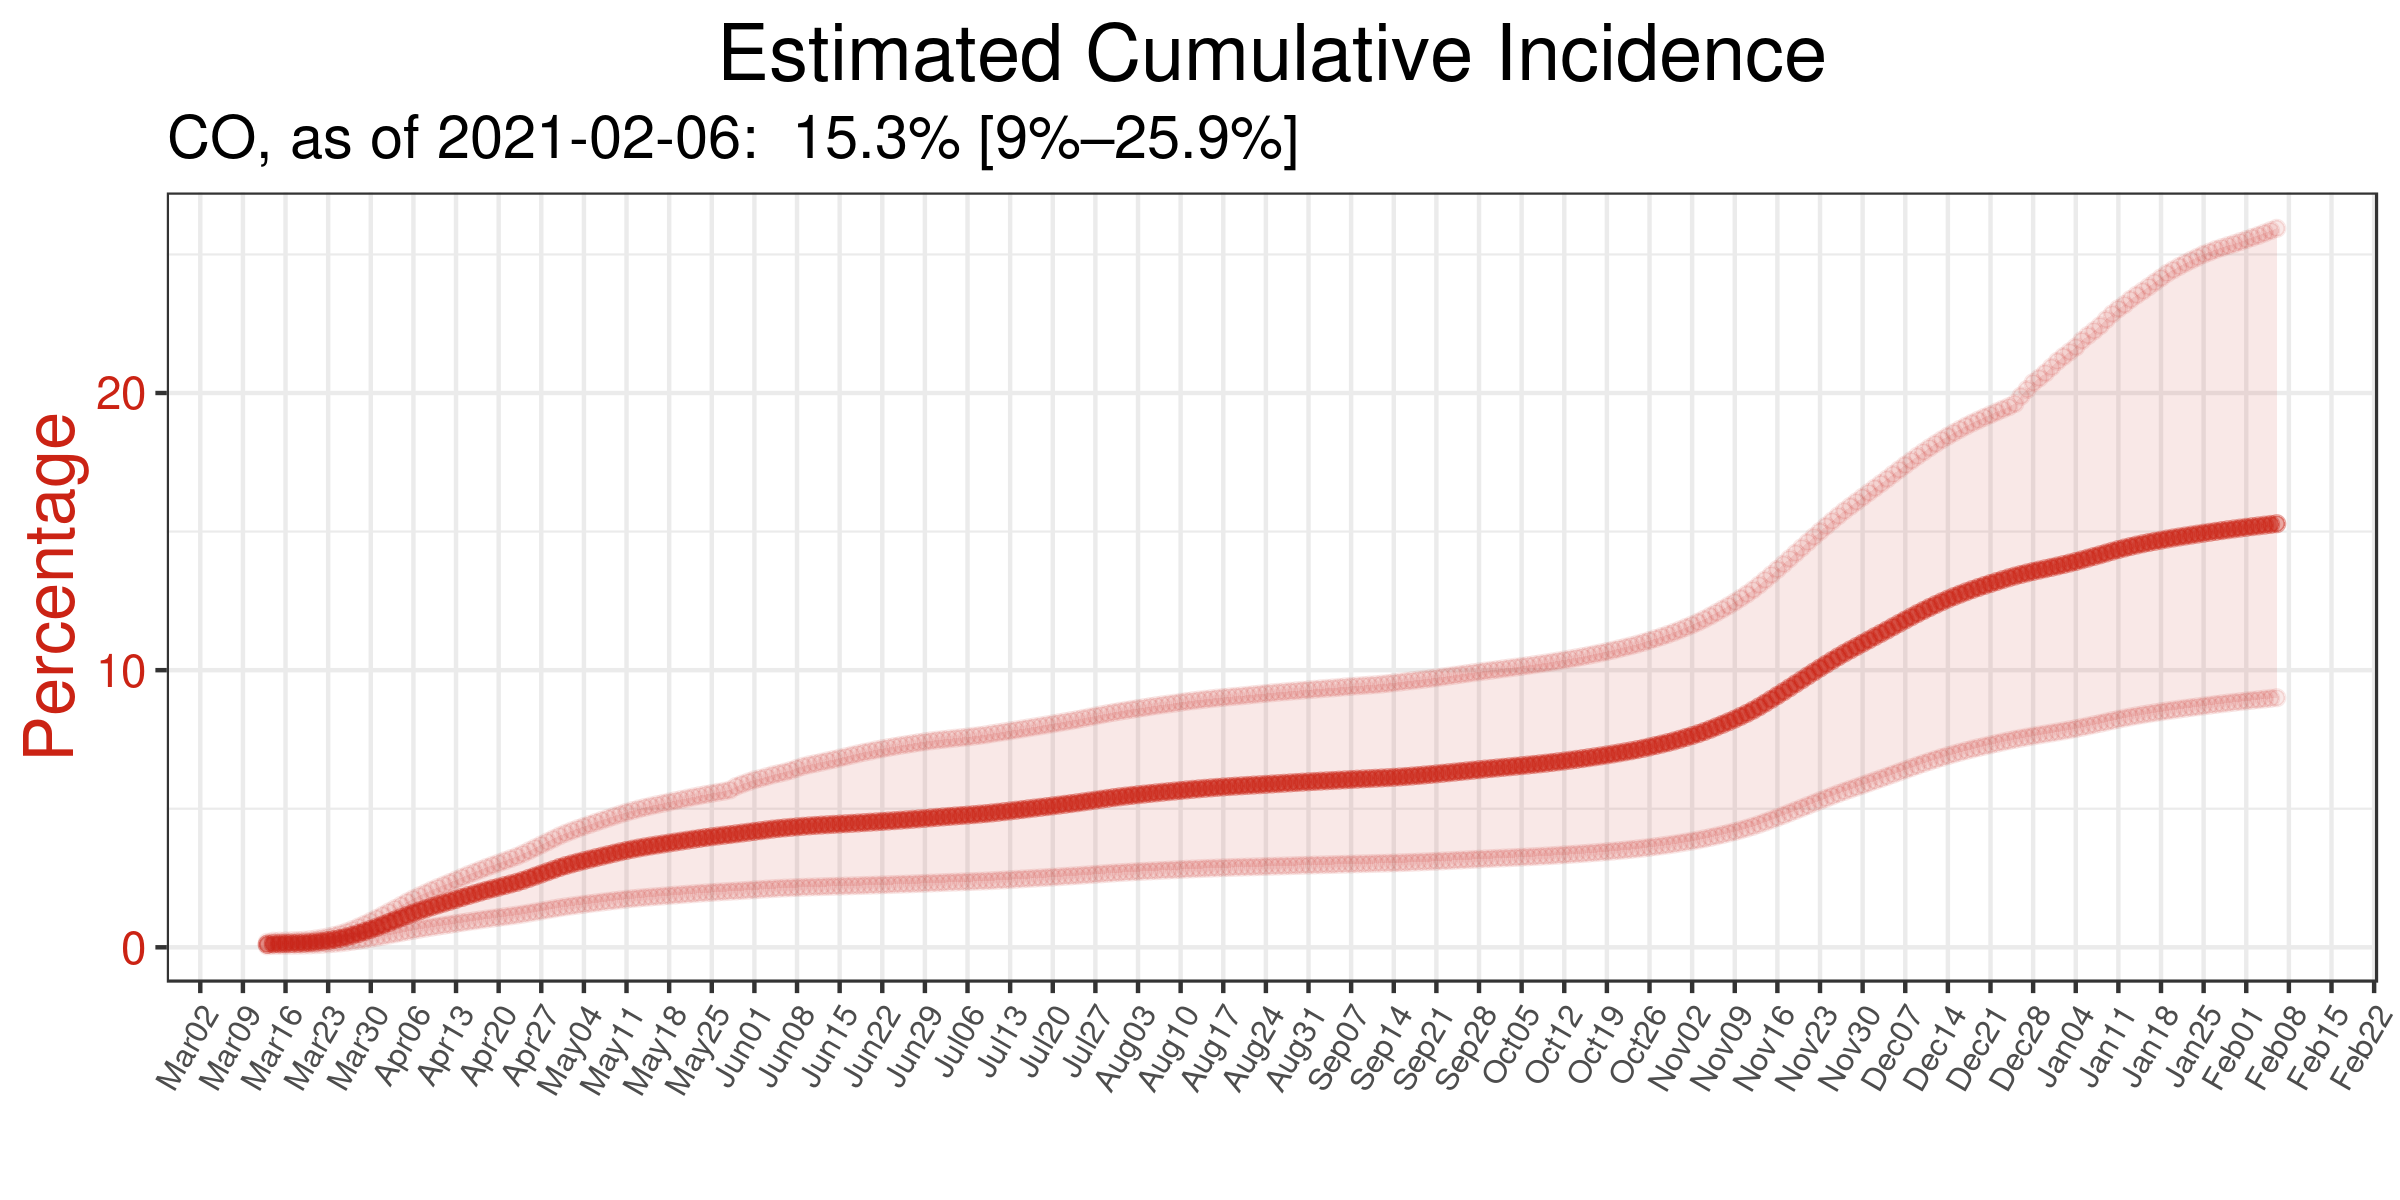 Estimated Cumulative Incidence
CO, as of 2021-02-06:  15.3% [9%–25.9%]
Percentage
20
10
0
Mar02
Mar09
Mar16
Mar23
Mar30
Apr06
Apr13
Apr20
Apr27
May04
May11
May18
May25
Jun01
Jun08
Jun15
Jun22
Jun29
Jul06
Jul13
Jul20
Jul27
Aug03
Aug10
Aug17
Aug24
Aug31
Sep07
Sep14
Sep21
Sep28
Oct05
Oct12
Oct19
Oct26
Nov02
Nov09
Nov16
Nov23
Nov30
Dec07
Dec14
Dec21
Dec28
Jan04
Jan11
Jan18
Jan25
Feb01
Feb08
Feb15
Feb22